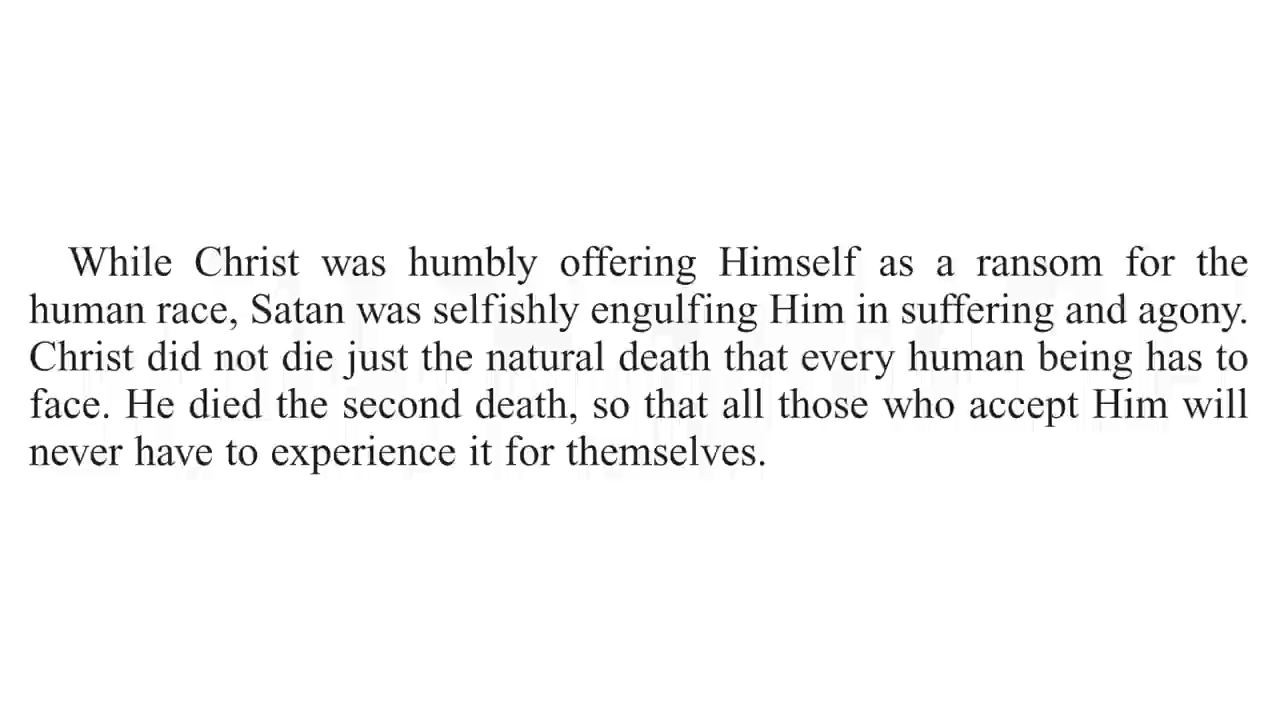 While Christ was humbly offering Himself as a ransom for the
human race, Satan was selfishly engulfing Him in suffering and agony.
Christ did not die just the natural death that every human being has to
face. He died the second death, so that all those who accept Him will
never have to experience it for themselves.